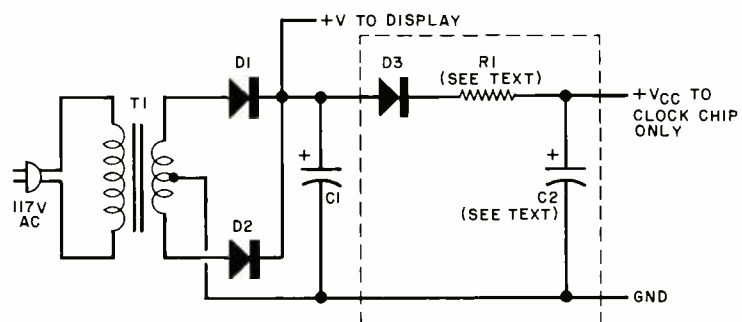 +V TO DISPLAY
D1
D3
R1
(SEE TEXT)
T1
+VCC TO
CLOCK CHIP
ONLY
+
C1
+
C2
(SEE TEXT)
117V
AC
D2
GND